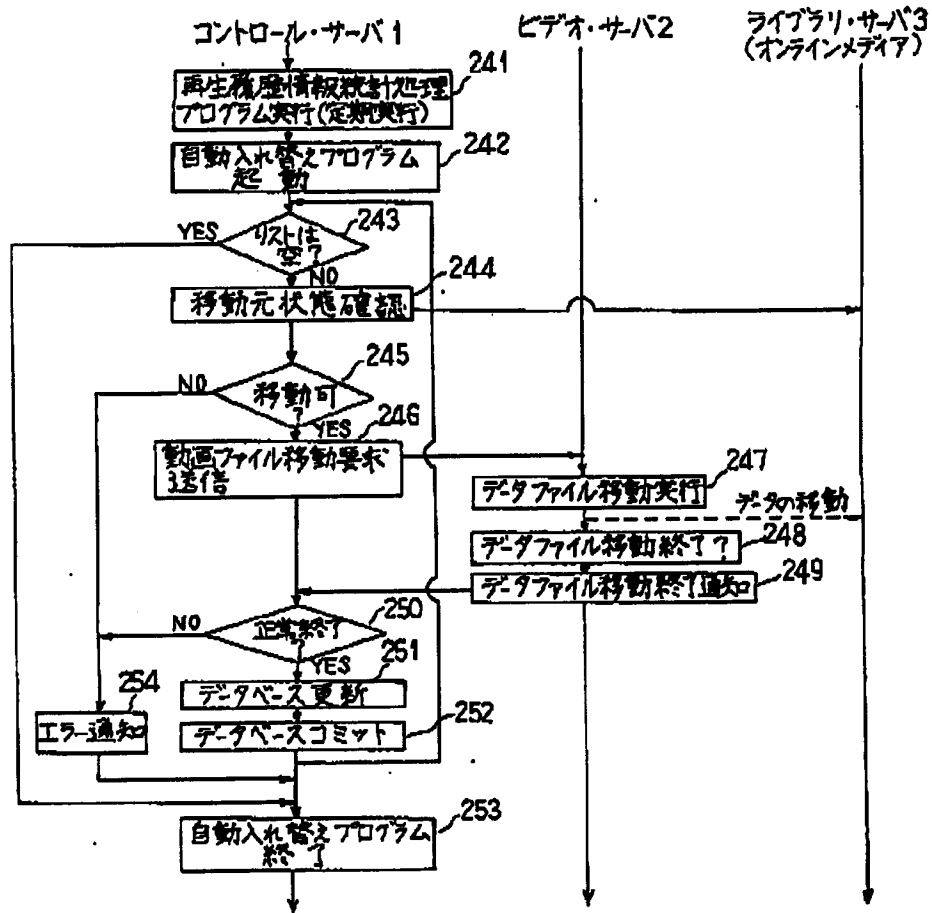 コントロール・サーバ1
ビデオ・サーバ2
ライブラリ・サーバ3
(オンラインメディア)
241
再生履歴情報統計処理
プログラム実行(定期実行)
242
自動入れ替えプログラム
起動
243
リストは
空?
YES
NO
244
移動元状態確認
245
移動可
?
NO
YES
246
動画ファイル移動要求
送信
247
データファイル移動実行
データの移動
248
データファイル移動終了?
249
データファイル移動終了通知
250
正常終了
?
NO
YES
251
データベース更新
252
データベースコミット
254
エラー通知
253
自動入れ替えプログラム
終了